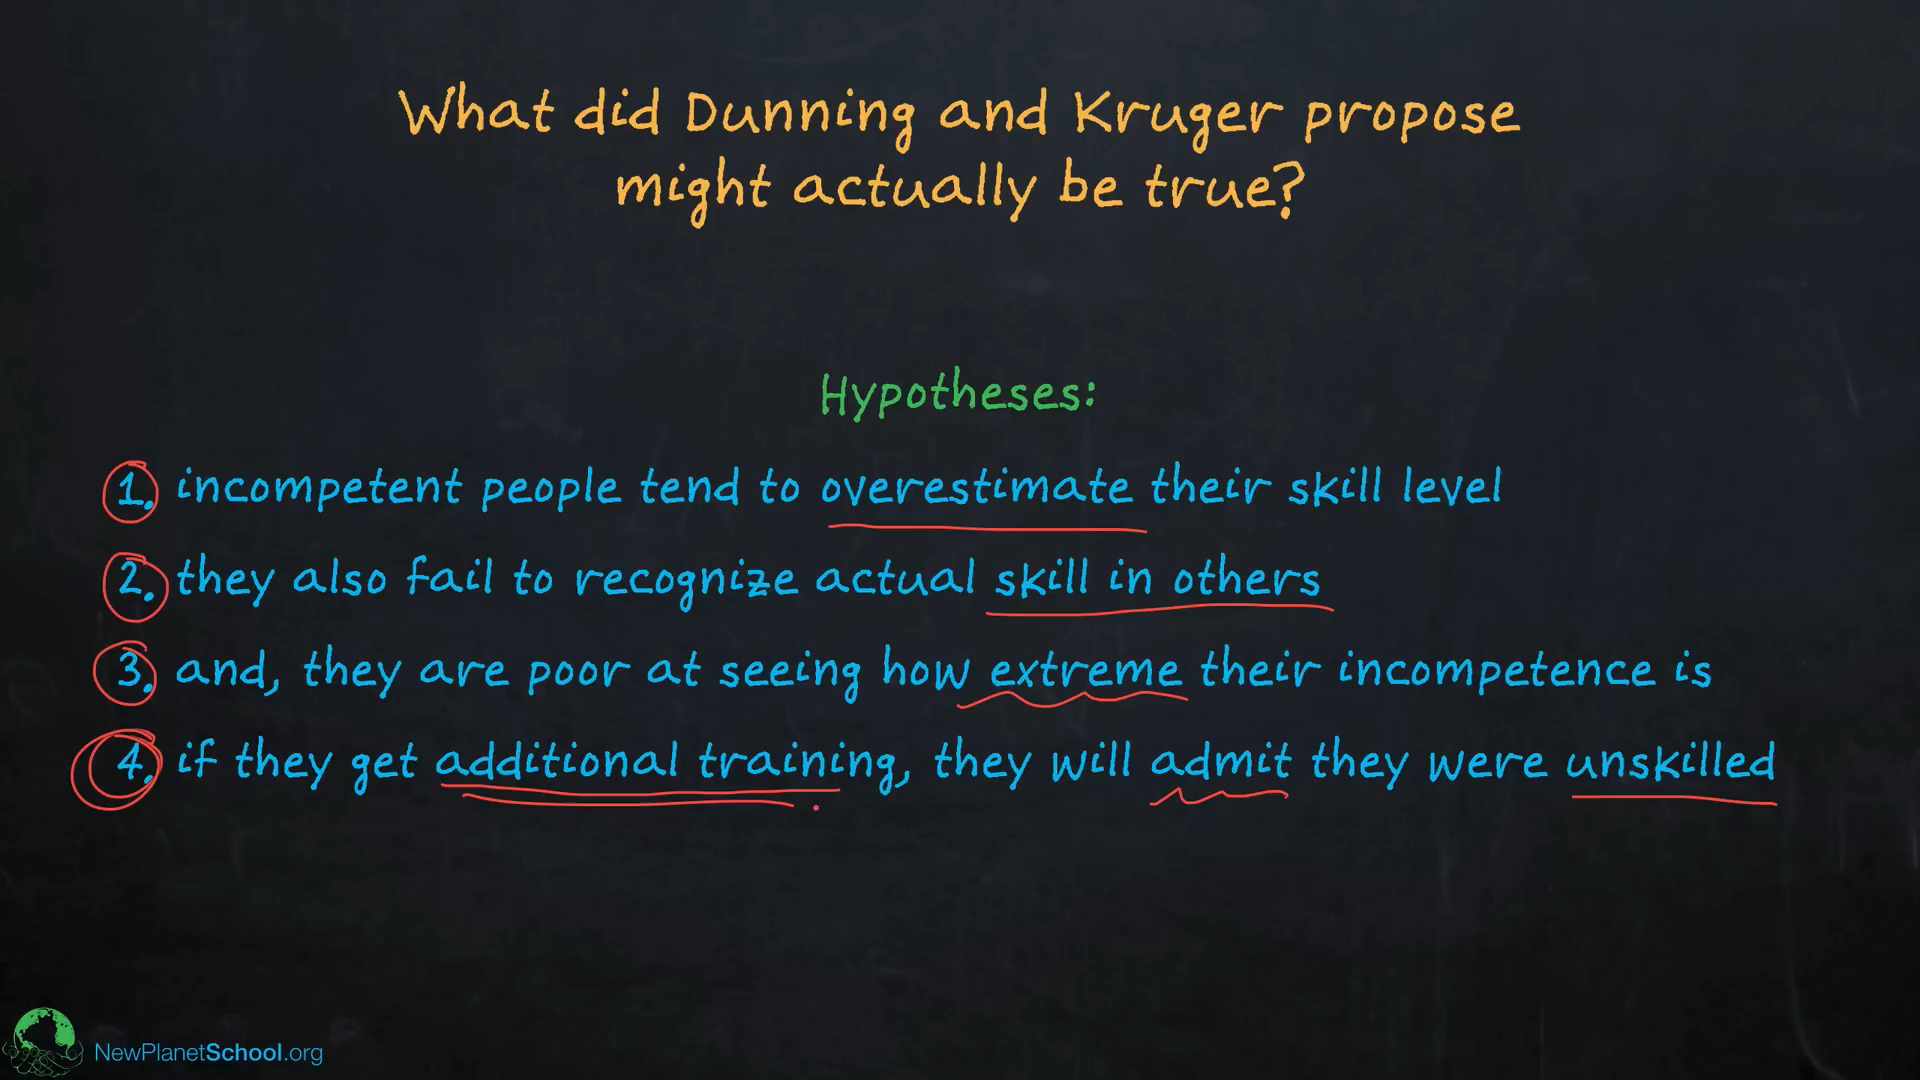 What did Dunning and Kruger propose
might actually be true?
Hypotheses:
1. incompetent people tend to overestimate their skill level
2. they also fail to recognize actual skill in others
3. and, they are poor at seeing how extreme their incompetence is
4. if they get additional training, they will admit they were unskilled
NewPlanetSchool.org